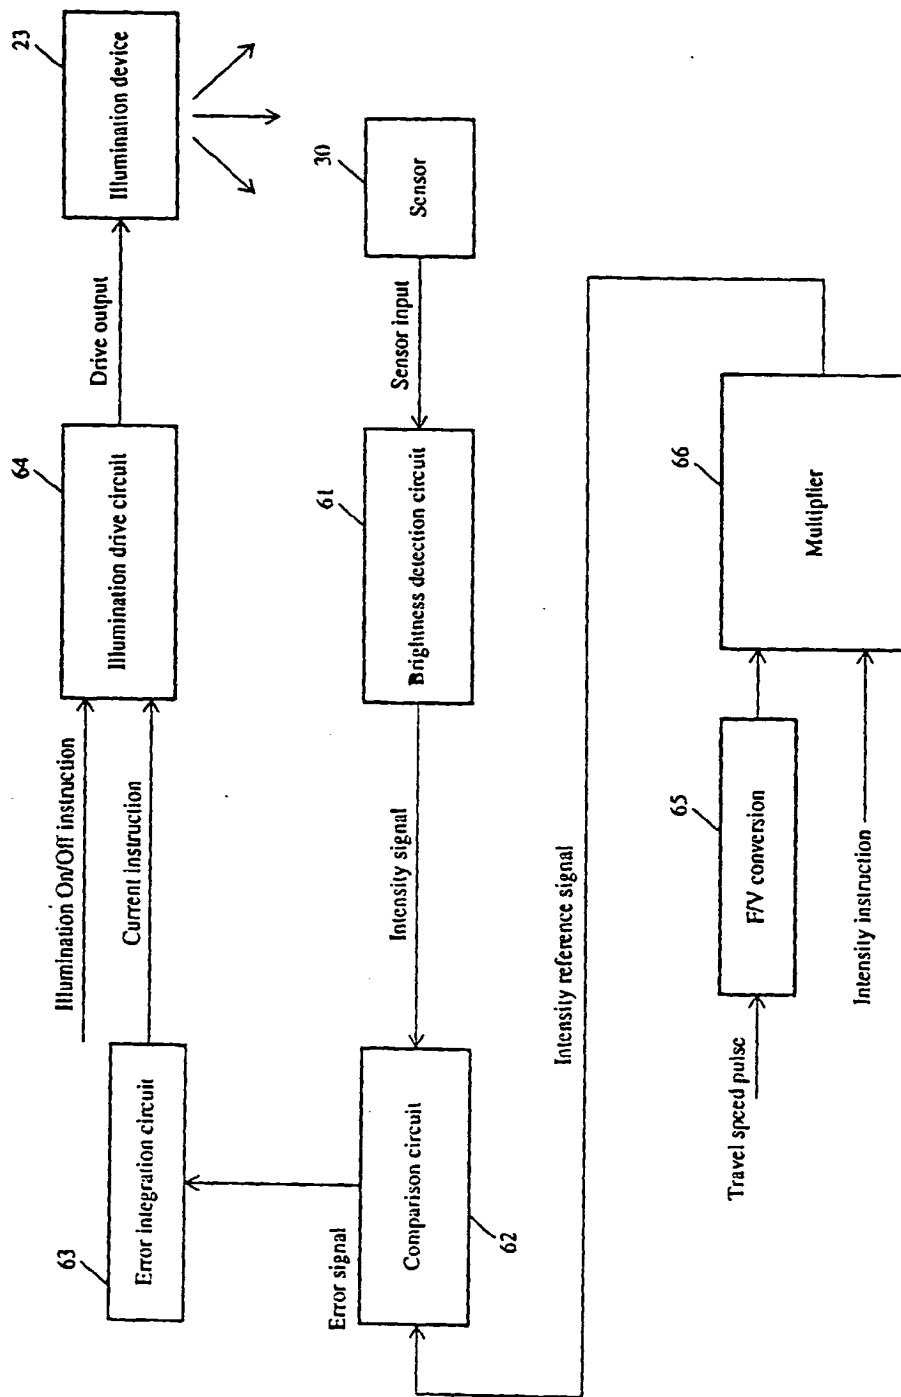 23
Illumination device
Drive output
64
Illumination drive circuit
Illumination On/Off instruction
Current instruction
63
Error integration circuit
30
Sensor
Sensor input
61
Brightness detection circuit
Intensity signal
Error signal
Comparison circuit
62
Intensity reference signal
66
Multiplier
65
F/V conversion
Travel speed pulse
Intensity instruction